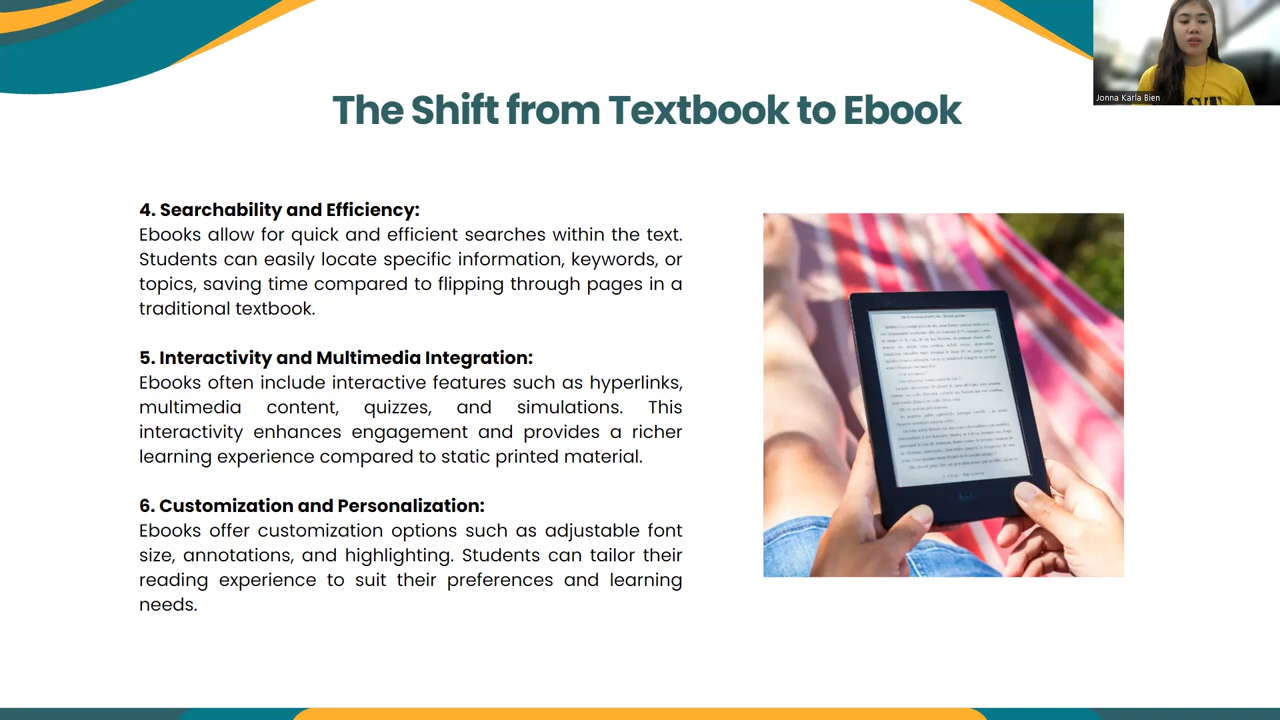 Jonna Karla Bien
The Shift from Textbook to Ebook
4. Searchability and Efficiency:
Ebooks allow for quick and efficient searches within the text.
Students can easily locate specific information, keywords, or
topics, saving time compared to flipping through pages in a
traditional textbook.
5. Interactivity and Multimedia Integration:
Ebooks often include interactive features such as hyperlinks,
multimedia content, quizzes, and simulations. This
interactivity enhances engagement and provides a richer
learning experience compared to static printed material.
6. Customization and Personalization:
Ebooks offer customization options such as adjustable font
size, annotations, and highlighting. Students can tailor their
reading experience to suit their preferences and learning
needs.